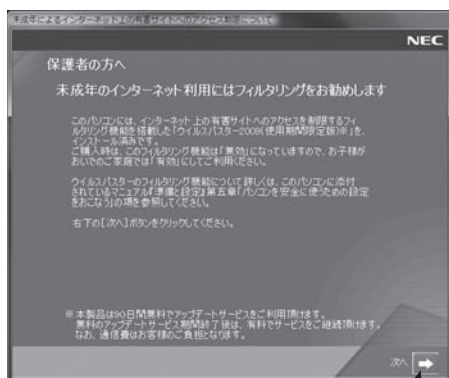 未成年によるインターネット上の有害サイトへのアクセス制限について
NEC
保護者の方へ
未成年のインターネット利用にはフィルタリングをお勧めします
このパソコンには、インターネット上の有害サイトへのアクセスを制限するフィ
ルタリング機能を搭載した「ウイルスバスター2009(使用期限限定版)※」を、
インストール済みです。
ご購入時は、このフィルタリング機能は「無効」になっていますので、お子様が
おいでのご家庭では「有効」にしてご利用ください。
ウイルスバスターのフィルタリング機能について詳しくは、このパソコンに添付
されているマニュアル『準備と設定』第五章「パソコンを安全に使うための設定
をおこなう」の項を参照してください。
右下の[次へ]ボタンをクリックしてください。
※ 本製品は90日間無料でアップデートサービスをご利用頂けます。
無料のアップデートサービス期間終了後は、有料でサービスをご継続頂けます。
なお、通信費はお客様のご負担となります。
次へ